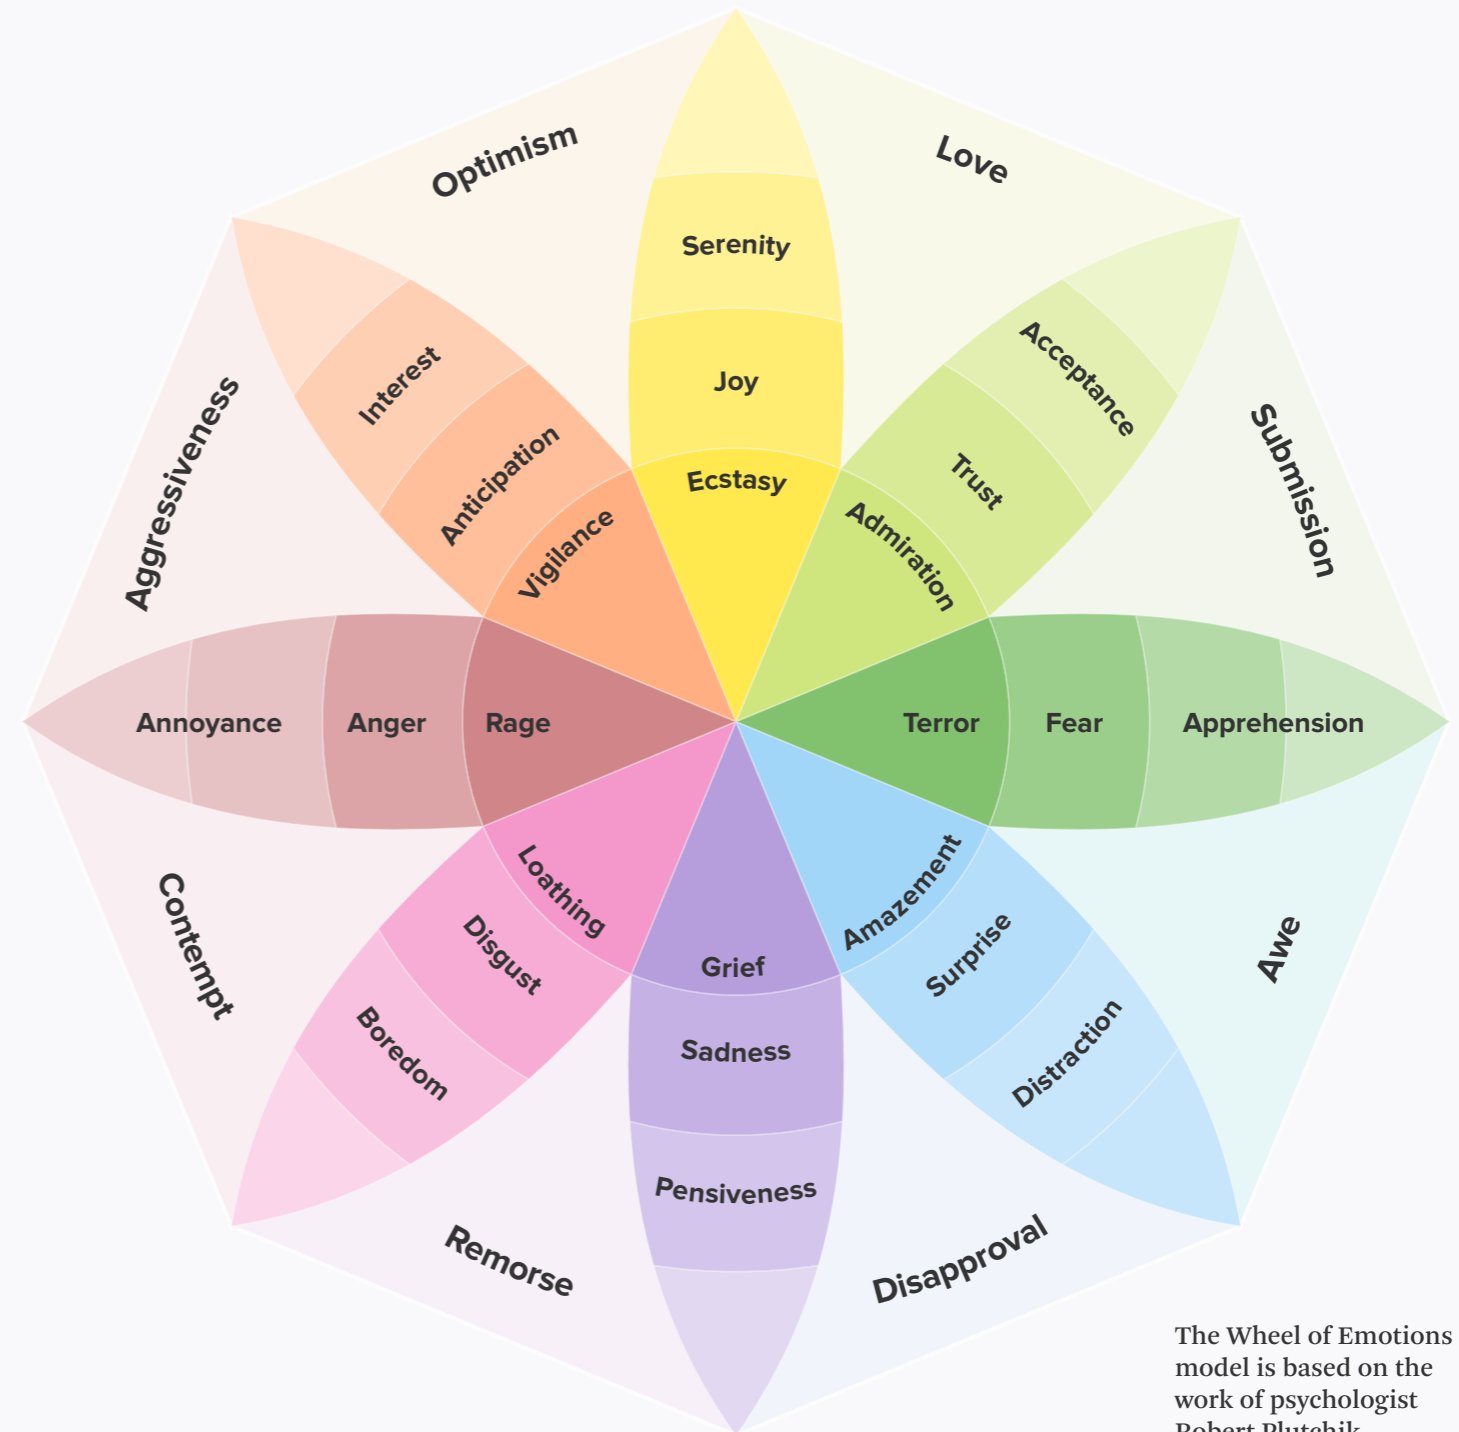 Optimism
Love
Serenity
Interest
Acceptance
Joy
Aggressiveness
Anticipation
Trust
Submission
Ecstasy
Vigilance
Admiration
Annoyance
Anger
Rage
Terror
Fear
Apprehension
Loathing
Amazement
Contempt
Disgust
Grief
Surprise
Awe
Boredom
Sadness
Distraction
Pensiveness
Remorse
Disapproval
The Wheel of Emotions
model is based on the
work of psychologist
Robert Plutchik